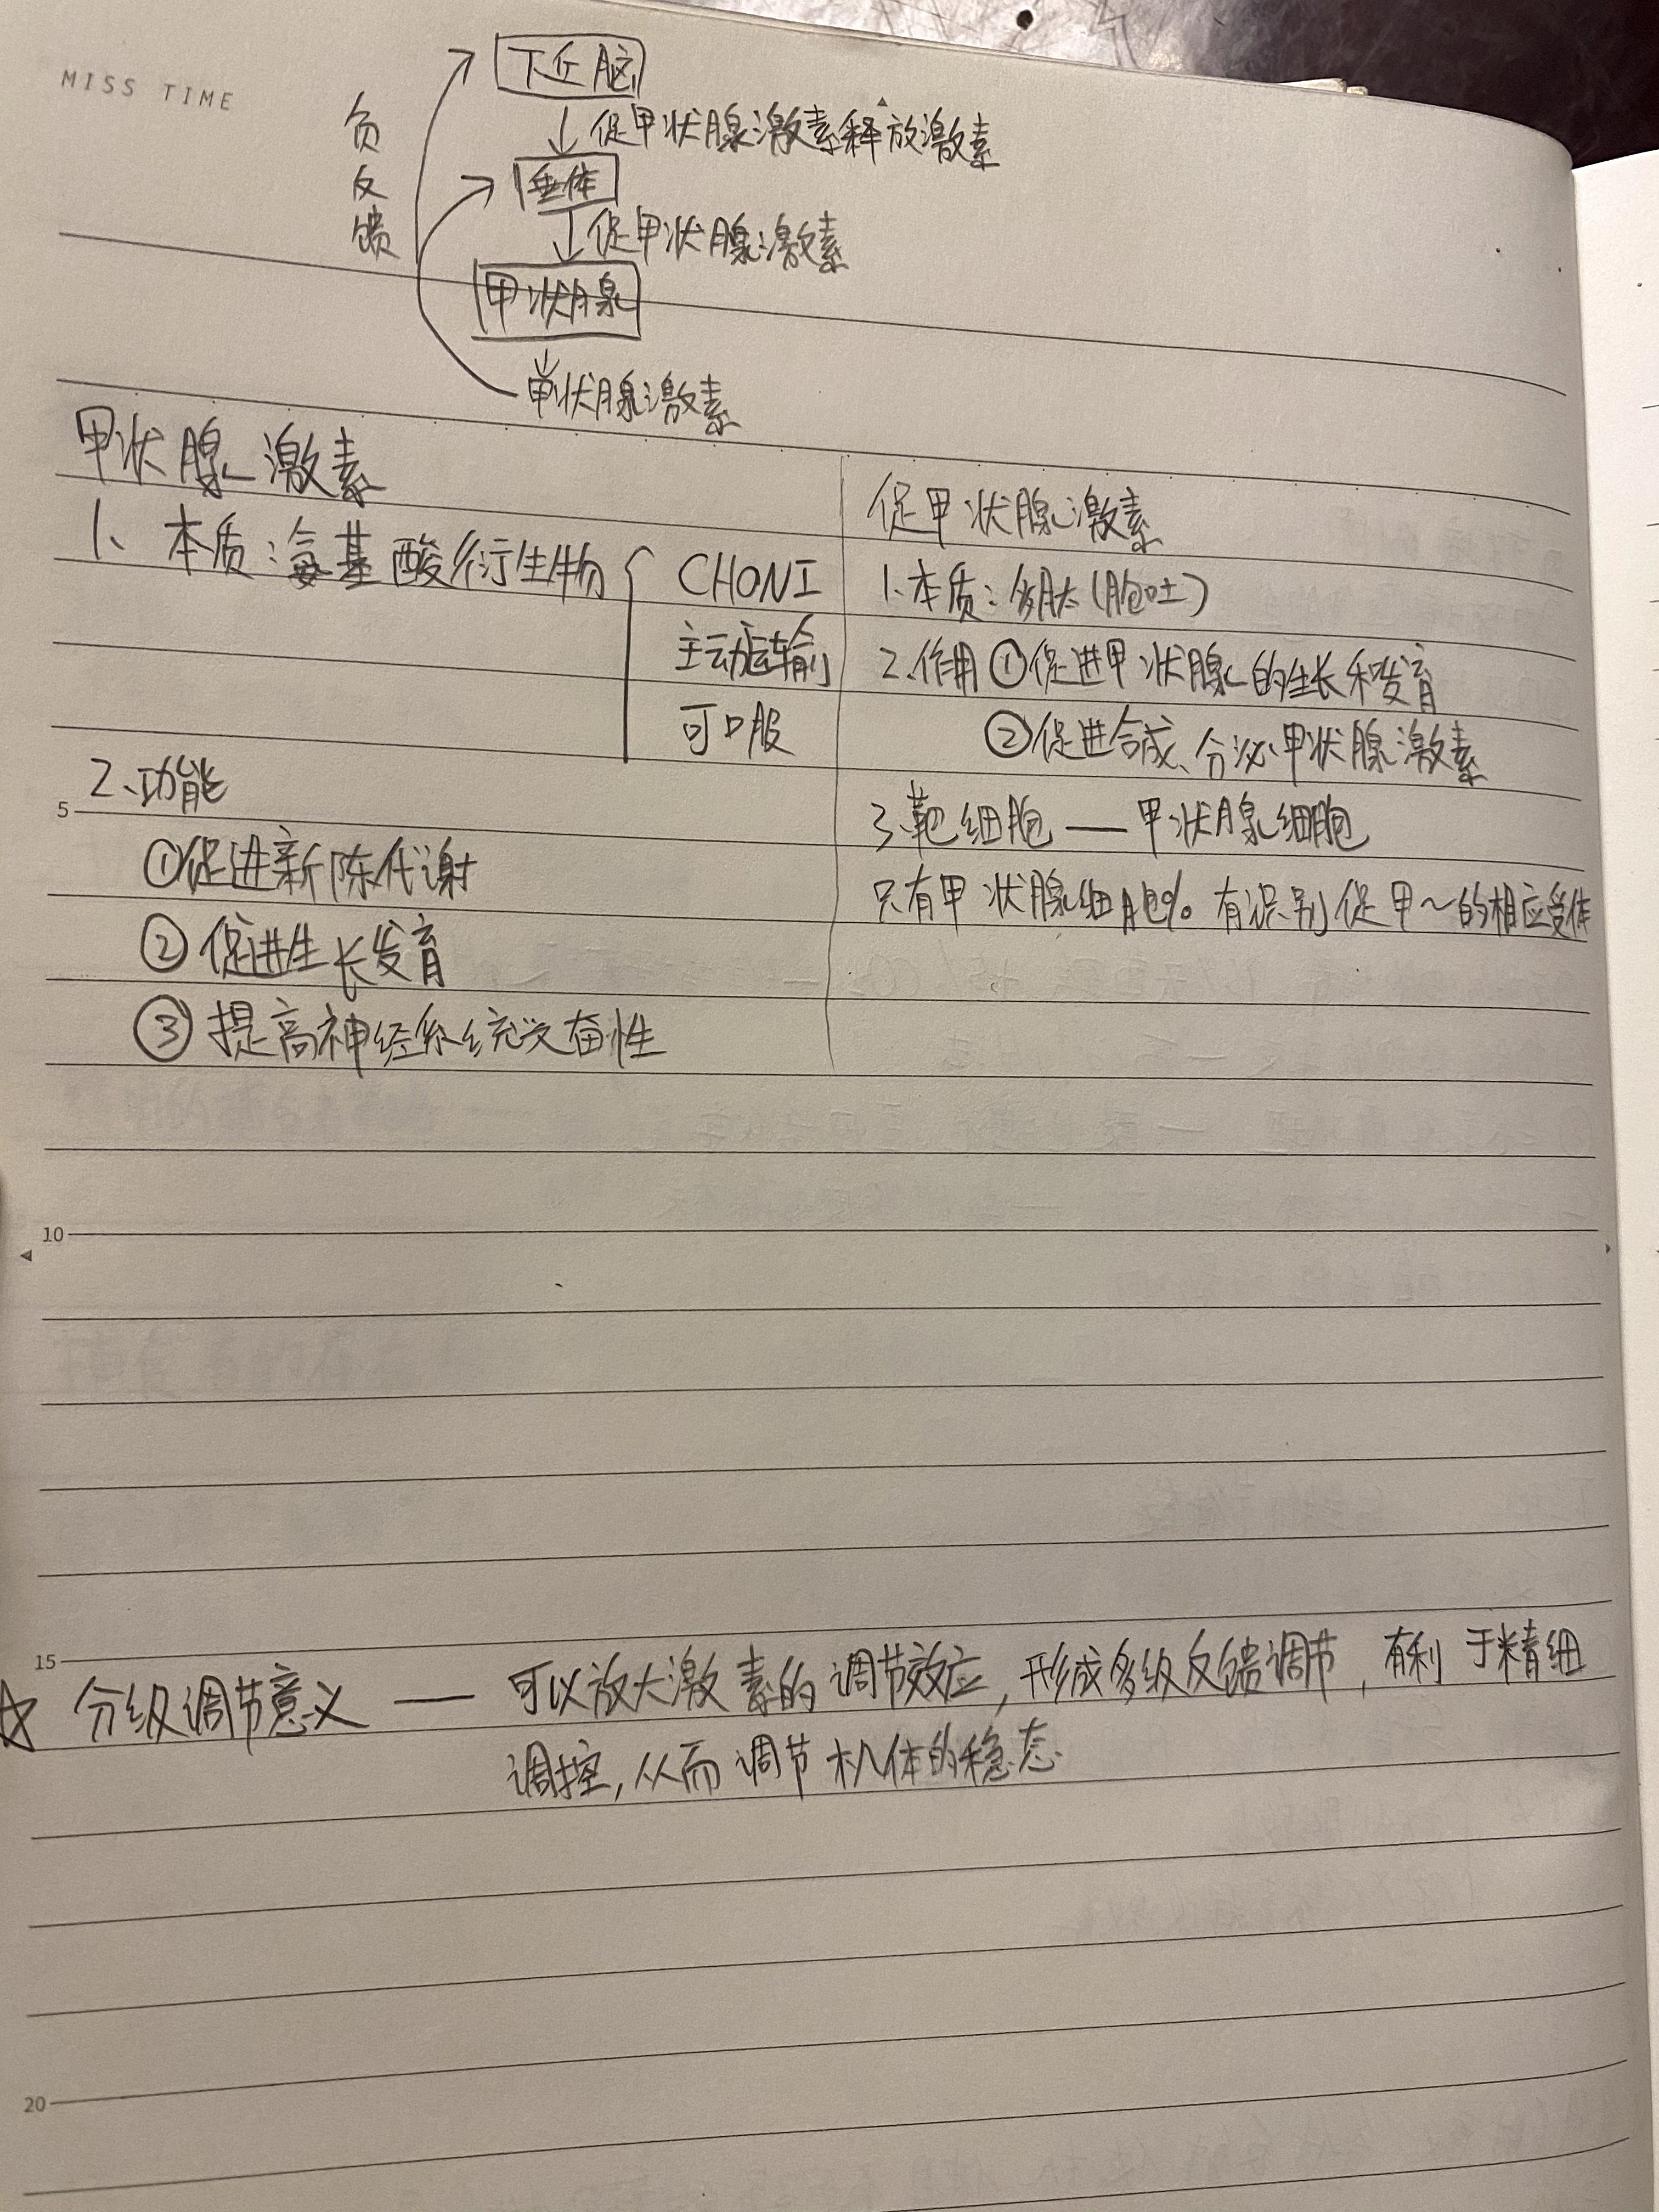 MISS TIME
下丘脑
↓促甲状腺激素释放激素
负反馈
垂体
↓促甲状腺激素
甲状腺
↓
甲状腺激素
甲状腺激素
1、本质:氨基酸衍生物 CHONI
主动运输
可口服
2.功能
①促进新陈代谢
②促进生长发育
③提高神经系统兴奋性
促甲状腺激素
1.本质:多肽(胞吐)
2.作用①促进甲状腺的生长和发育
②促进合成、分泌甲状腺激素
3.靶细胞——甲状腺细胞
只有甲状腺细胞。有识别促甲~的相应受体
5
10
15
☆ 分级调节意义——可以放大激素的调节效应,形成多级反馈调节,有利于精细
调控,从而调节机体的稳态.
20